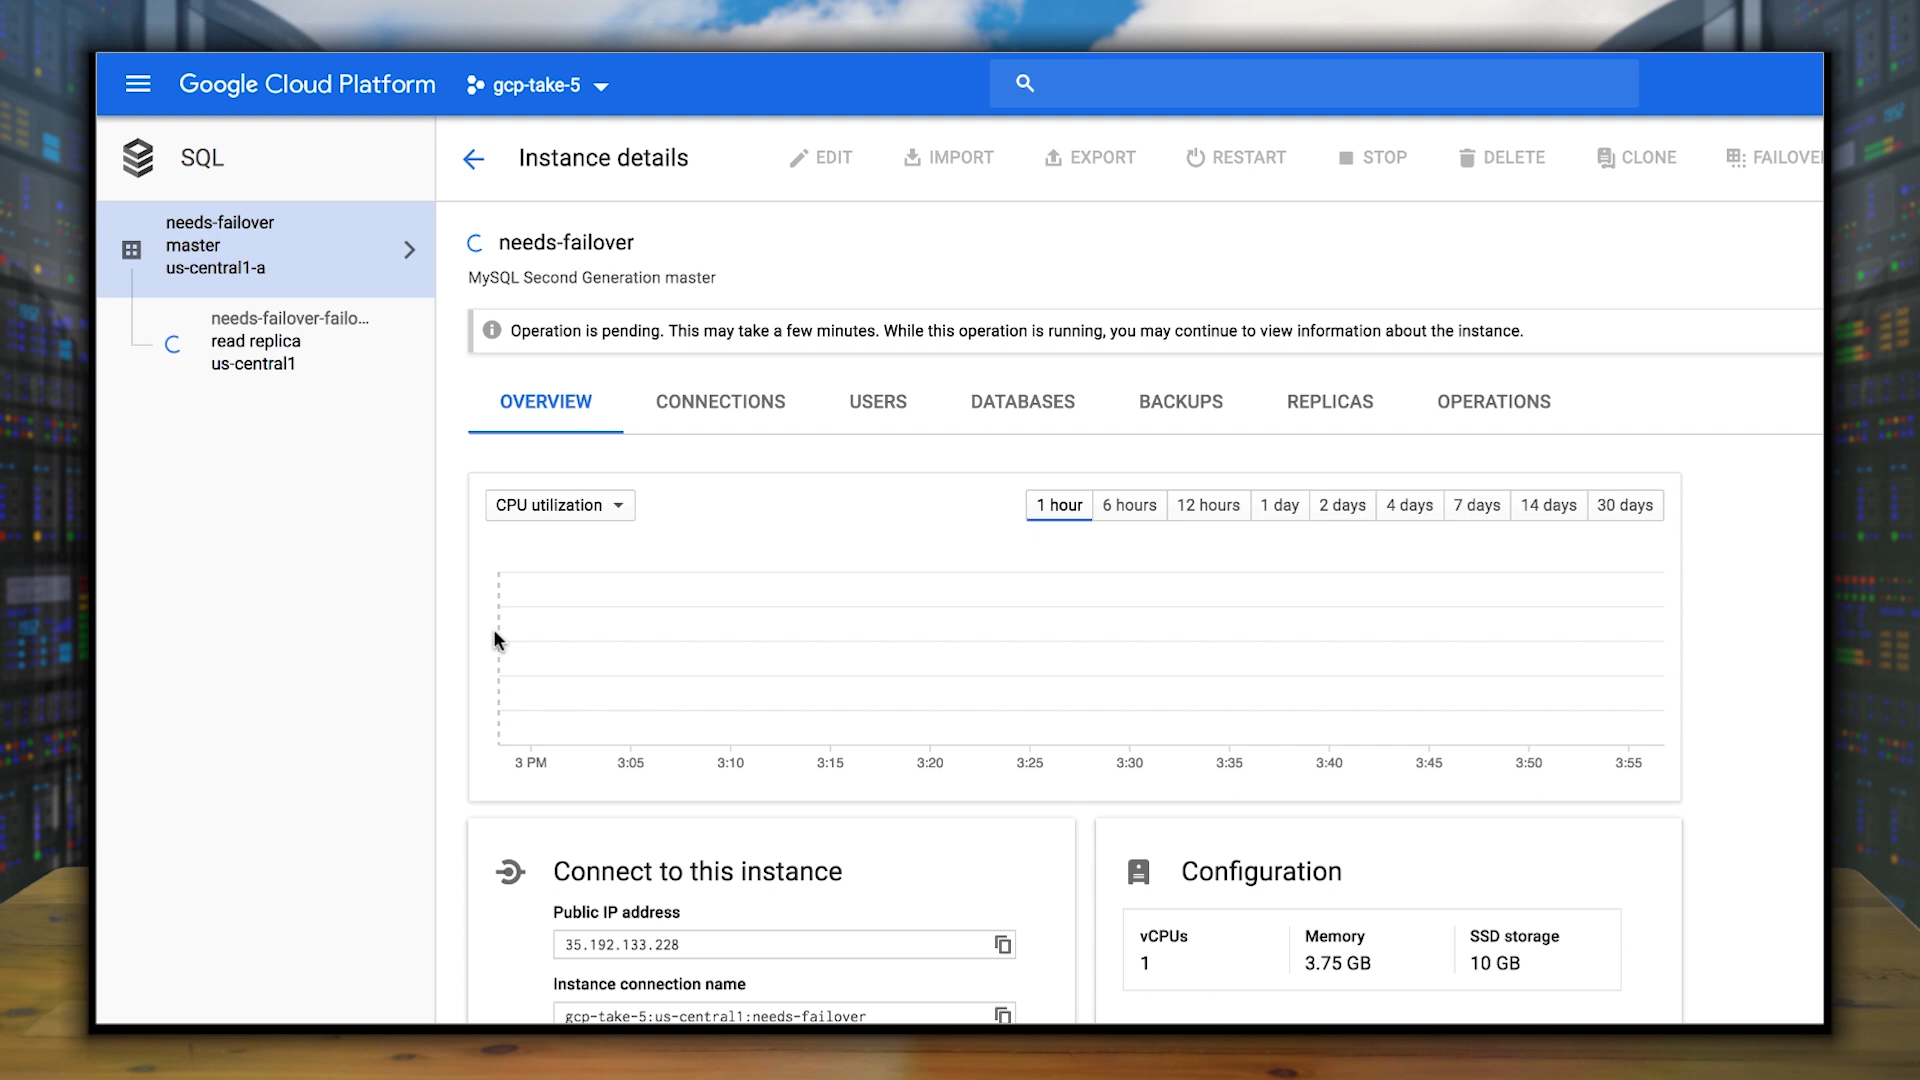 Google Cloud Platform
gcp-take-5
SQL
Instance details
EDIT
IMPORT
EXPORT
RESTART
STOP
DELETE
CLONE
FAILOVE
needs-failover
master
us-central1-a
needs-failover-failo...
read replica
us-central1
needs-failover
MySQL Second Generation master
Operation is pending. This may take a few minutes. While this operation is running, you may continue to view information about the instance.
OVERVIEW
CONNECTIONS
USERS
DATABASES
BACKUPS
REPLICAS
OPERATIONS
CPU utilization
1 hour
6 hours
12 hours
1 day
2 days
4 days
7 days
14 days
30 days
3 PM
3:05
3:10
3:15
3:20
3:25
3:30
3:35
3:40
3:45
3:50
3:55
Connect to this instance
Public IP address
35.192.133.228
Instance connection name
gcp-take-5:us-central1:needs-failover
Configuration
vCPUs
1
Memory
3.75 GB
SSD storage
10 GB